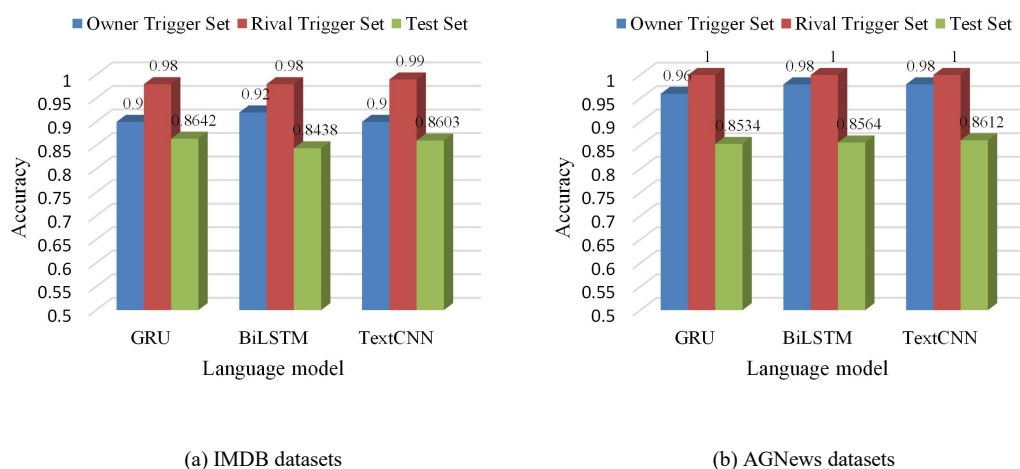 Owner Trigger Set Rival Trigger Set Test Set
0.99
0.98 0.98
1
0.92
0.95 0.9 0.9
0.9 0.8642 0.8438 0.8603
0.85
0.8
0.75
0.7
0.65
0.6
0.55
0.5
Accuracy
GRU BiLSTM TextCNN
Language model
(a) IMDB datasets
Owner Trigger Set Rival Trigger Set Test Set
1 1 1
0.96 0.98 0.98
1
0.95
0.9 0.8534 0.8564 0.8612
0.85
0.8
0.75
0.7
0.65
0.6
0.55
0.5
Accuracy
GRU BiLSTM TextCNN
Language model
(b) AGNews datasets